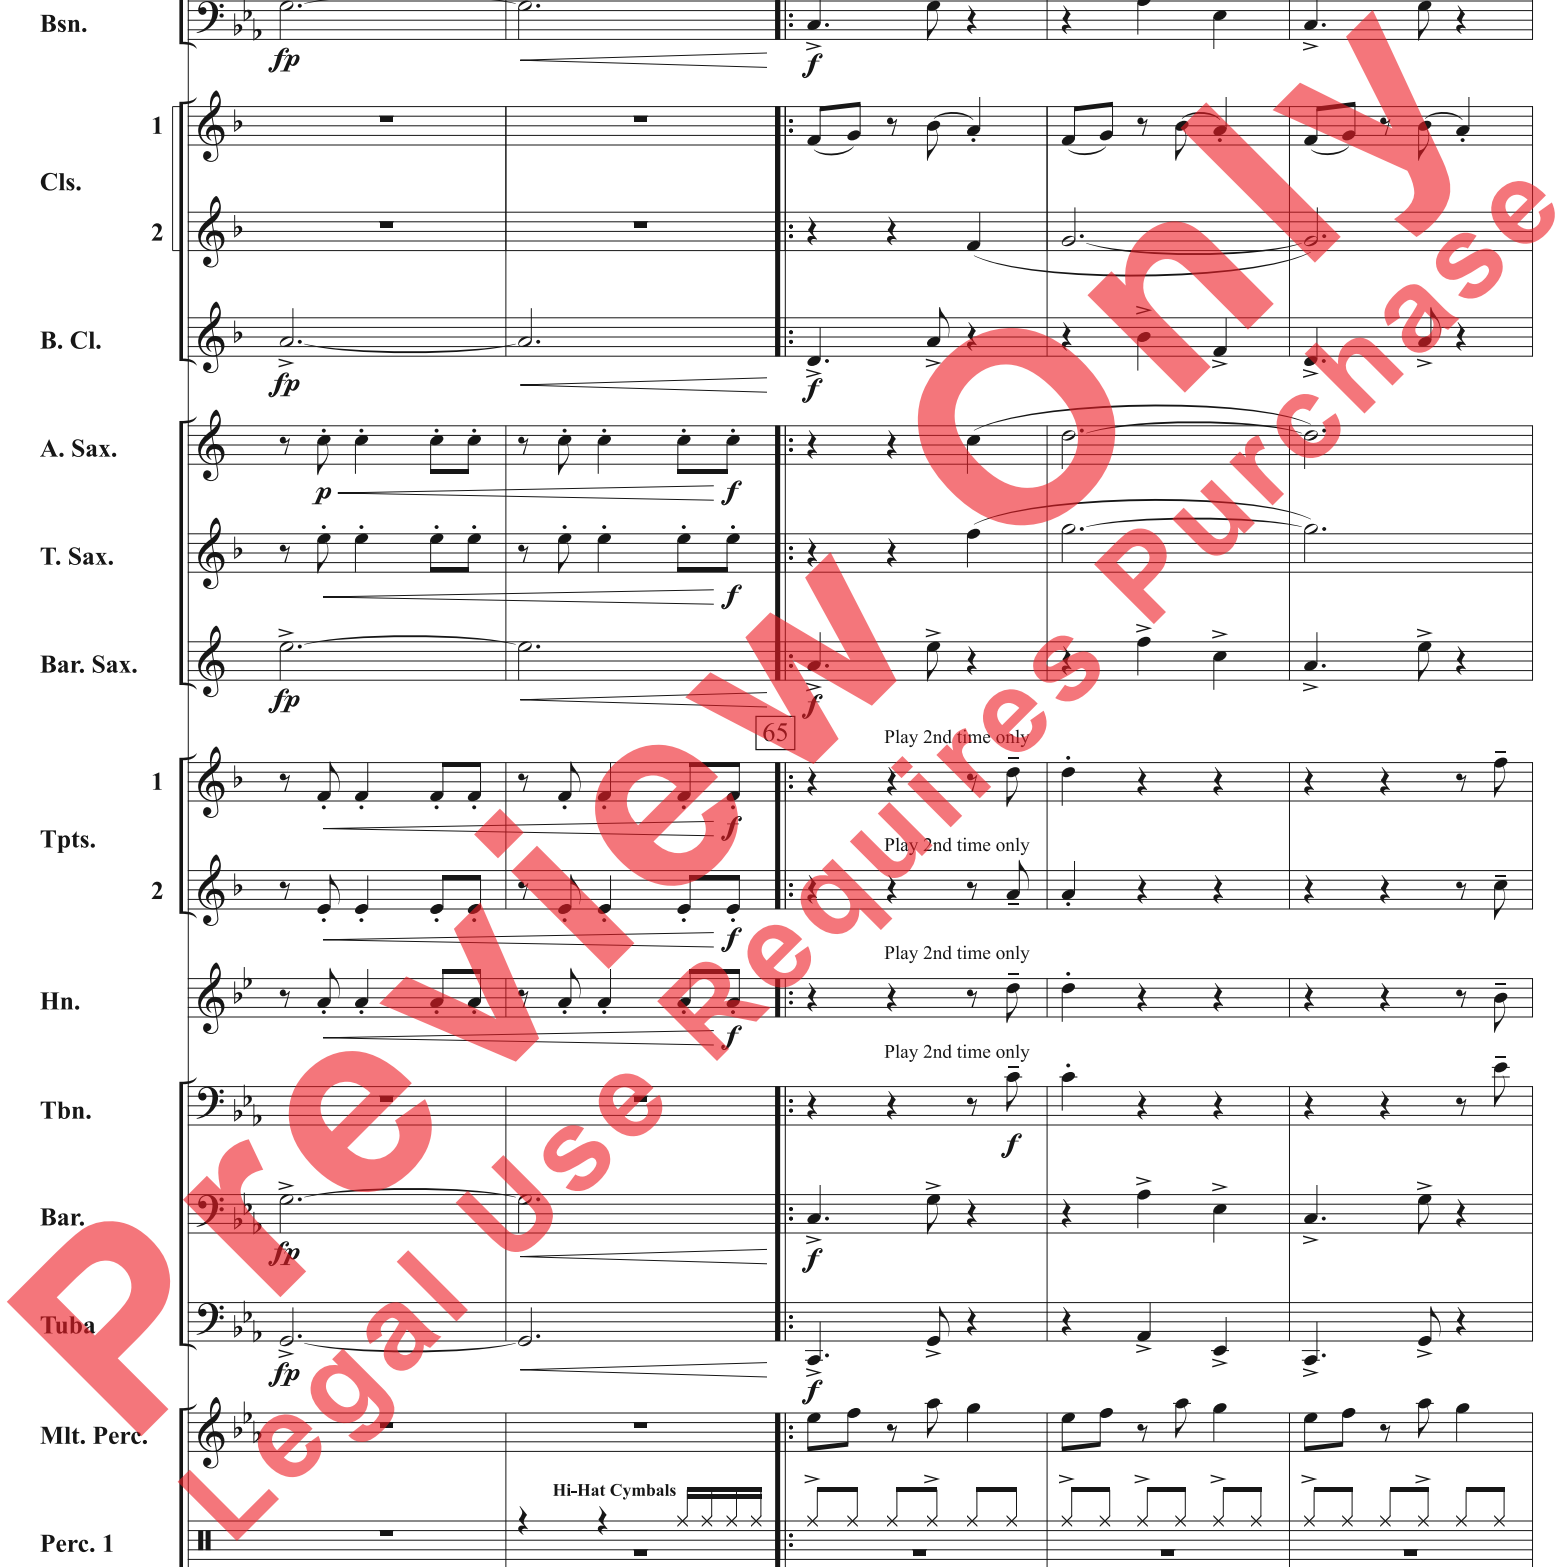 Bsn.
fp
f
1
Cls.
2
B. Cl.
fp
f
A. Sax.
p
f
T. Sax.
f
Bar. Sax.
fp
f
65
Play 2nd time only
1
f
Tpts.
Play 2nd time only
2
f
Play 2nd time only
Hn.
f
Play 2nd time only
Tbn.
f
Bar.
fp
f
Tuba
fp
f
Mlt. Perc.
Hi-Hat Cymbals
Perc. 1
Preview Only
Legal Use Requires Purchase